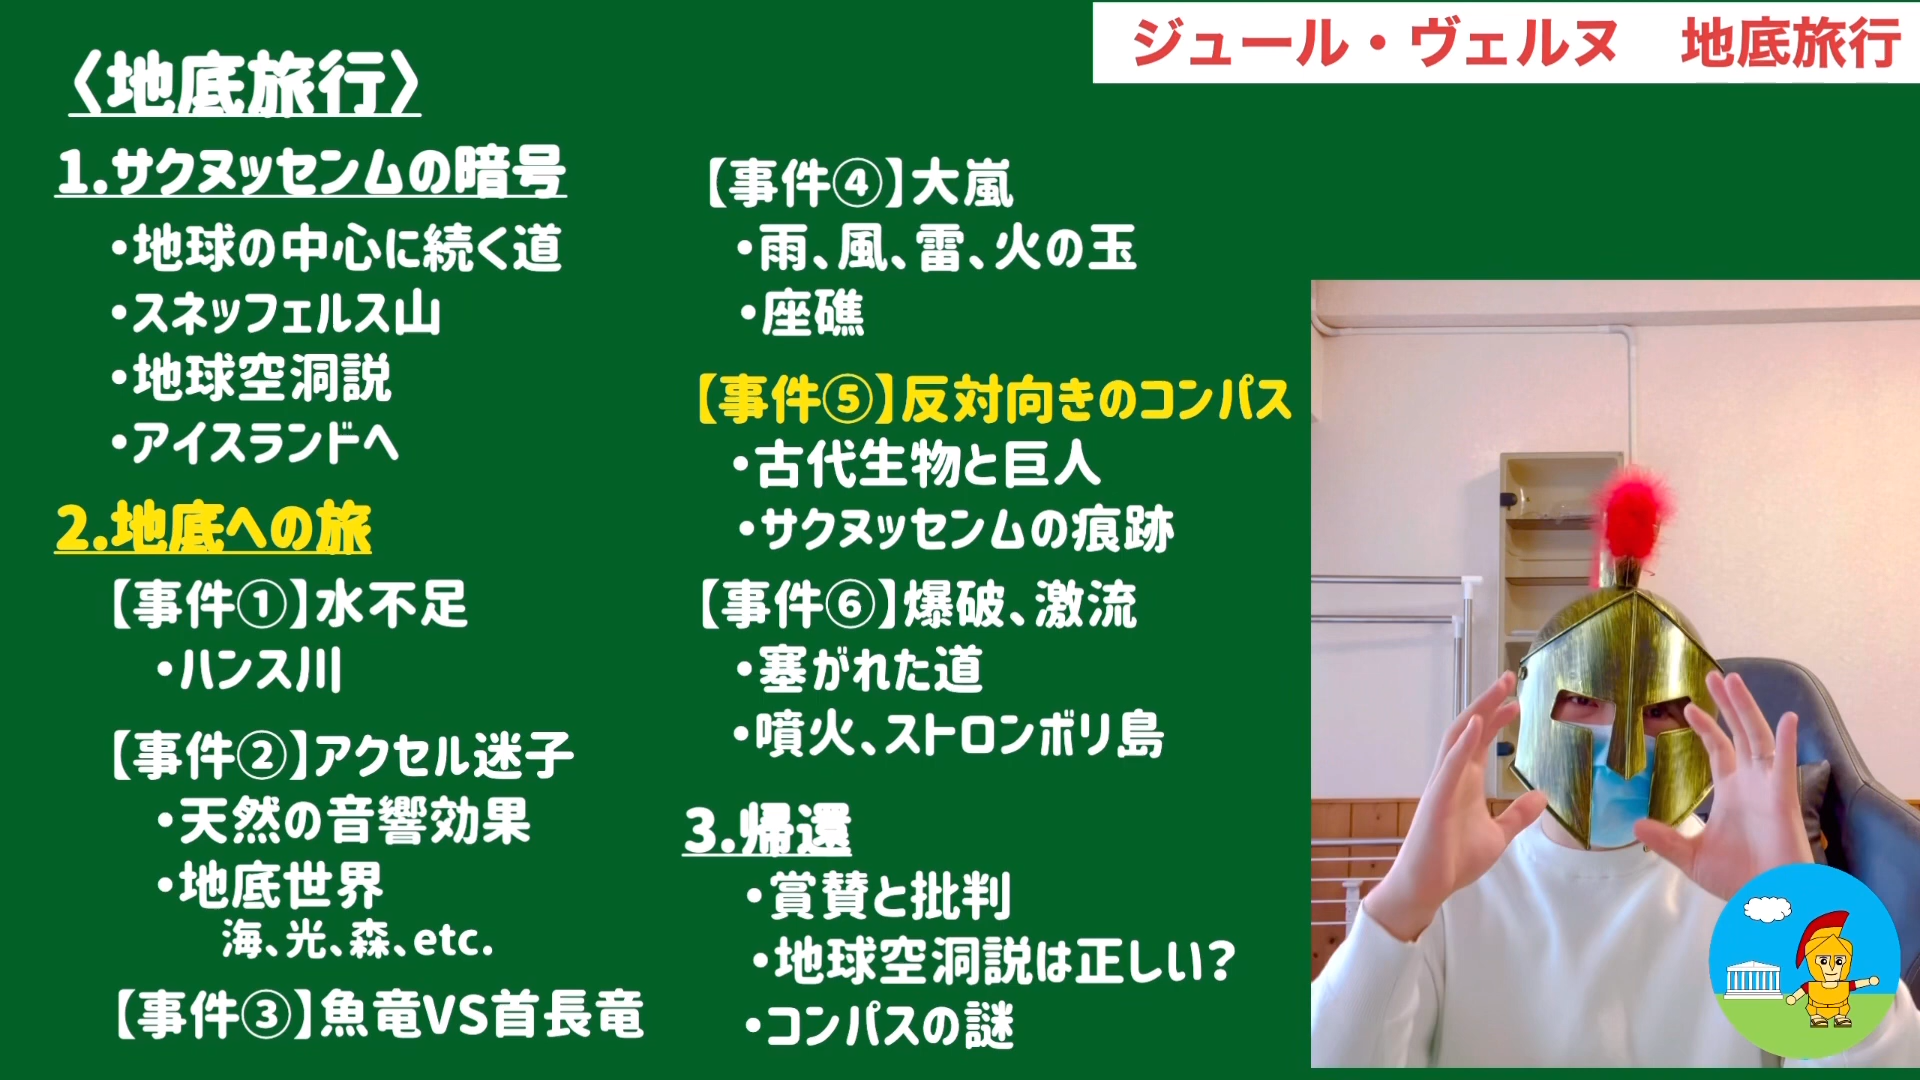 ジュール・ヴェルヌ　地底旅行
〈地底旅行〉
1.サクヌッセンムの暗号
・地球の中心に続く道
・スネッフェルス山
・地球空洞説
・アイスランドへ
2.地底への旅
【事件①】水不足
・ハンス川
【事件②】アクセル迷子
・天然の音響効果
・地底世界
海、光、森、etc.
【事件③】魚竜VS首長竜
【事件④】大嵐
・雨、風、雷、火の玉
・座礁
【事件⑤】反対向きのコンパス
・古代生物と巨人
・サクヌッセンムの痕跡
【事件⑥】爆破、激流
・塞がれた道
・噴火、ストロンボリ島
3.帰還
・賞賛と批判
・地球空洞説は正しい?
・コンパスの謎